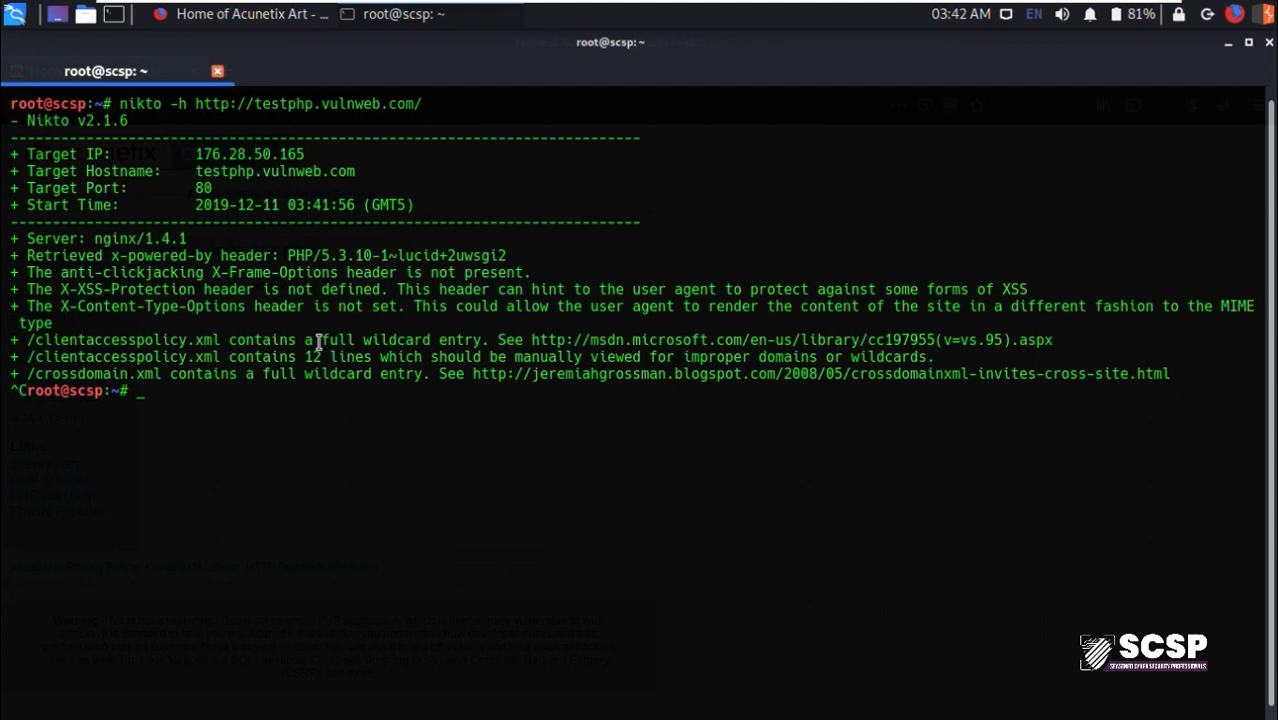 Home of Acunetix Art - ...
root@scsp: ~
03:42 AM
EN
81%
root@scsp: ~
root@scsp: ~
root@scsp:~# nikto -h http://testphp.vulnweb.com/
- Nikto v2.1.6
---------------------------------------------------------------------------
+ Target IP: 176.28.50.165
+ Target Hostname: testphp.vulnweb.com
+ Target Port: 80
+ Start Time: 2019-12-11 03:41:56 (GMT5)
---------------------------------------------------------------------------
+ Server: nginx/1.4.1
+ Retrieved x-powered-by header: PHP/5.3.10-1~lucid+2uwsgi2
+ The anti-clickjacking X-Frame-Options header is not present.
+ The X-XSS-Protection header is not defined. This header can hint to the user agent to protect against some forms of XSS
+ The X-Content-Type-Options header is not set. This could allow the user agent to render the content of the site in a different fashion to the MIME
type
+ /clientaccesspolicy.xml contains a full wildcard entry. See http://msdn.microsoft.com/en-us/library/cc197955(v=vs.95).aspx
+ /clientaccesspolicy.xml contains 12 lines which should be manually viewed for improper domains or wildcards.
+ /crossdomain.xml contains a full wildcard entry. See http://jeremiahgrossman.blogspot.com/2008/05/crossdomainxml-invites-cross-site.html
^Croot@scsp:~# _
Links
SCSP
SEASONED CYBER SECURITY PROFESSIONALS